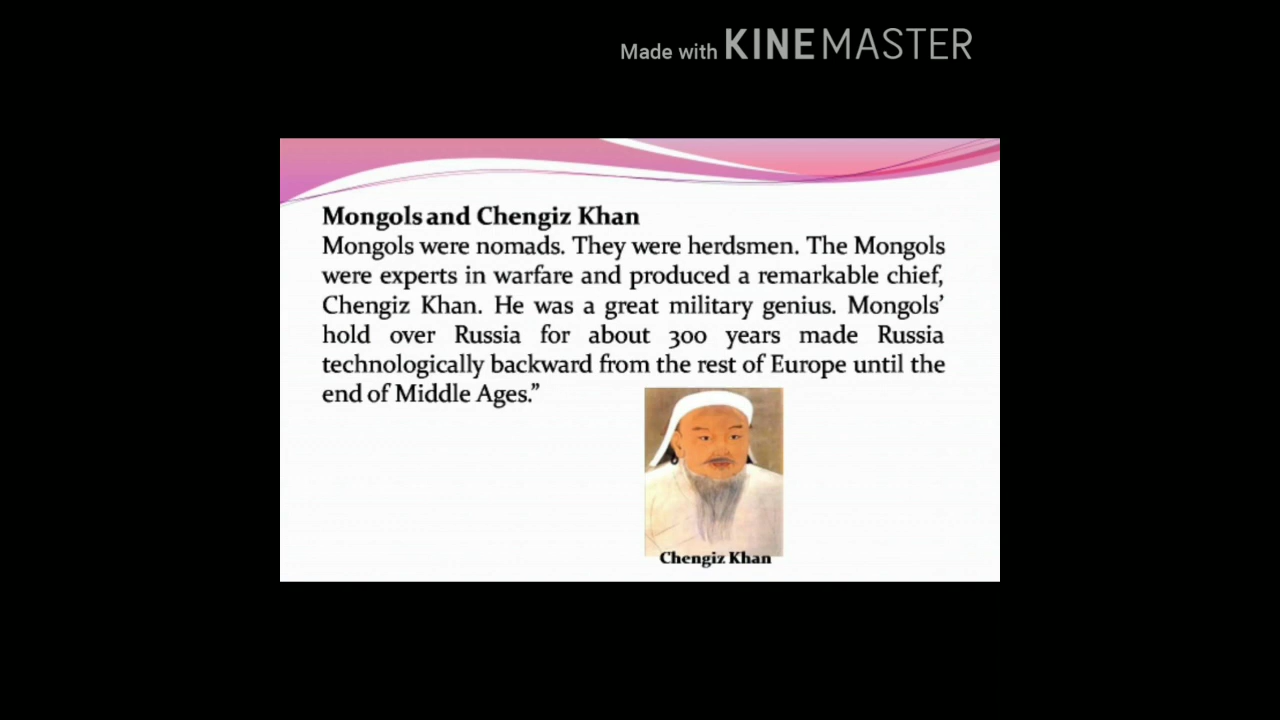 Made with KINEMASTER
Mongols and Chengiz Khan
Mongols were nomads. They were herdsmen. The Mongols
were experts in warfare and produced a remarkable chief,
Chengiz Khan. He was a great military genius. Mongols’
hold over Russia for about 300 years made Russia
technologically backward from the rest of Europe until the
end of Middle Ages.”
Chengiz Khan